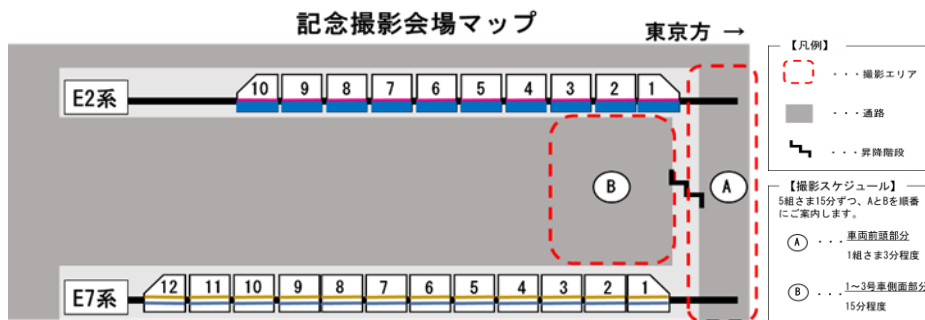 記念撮影会場マップ
東京方 →
E2系
10 9 8 7 6 5 4 3 2 1
B
A
E7系
12 11 10 9 8 7 6 5 4 3 2 1
【凡例】
・・・撮影エリア
・・・通路
・・・昇降階段
【撮影スケジュール】
5組さま15分ずつ、AとBを順番
にご案内します。
A ・・・車両前頭部分
1組さま3分程度
B ・・・1~3号車側面部分
15分程度